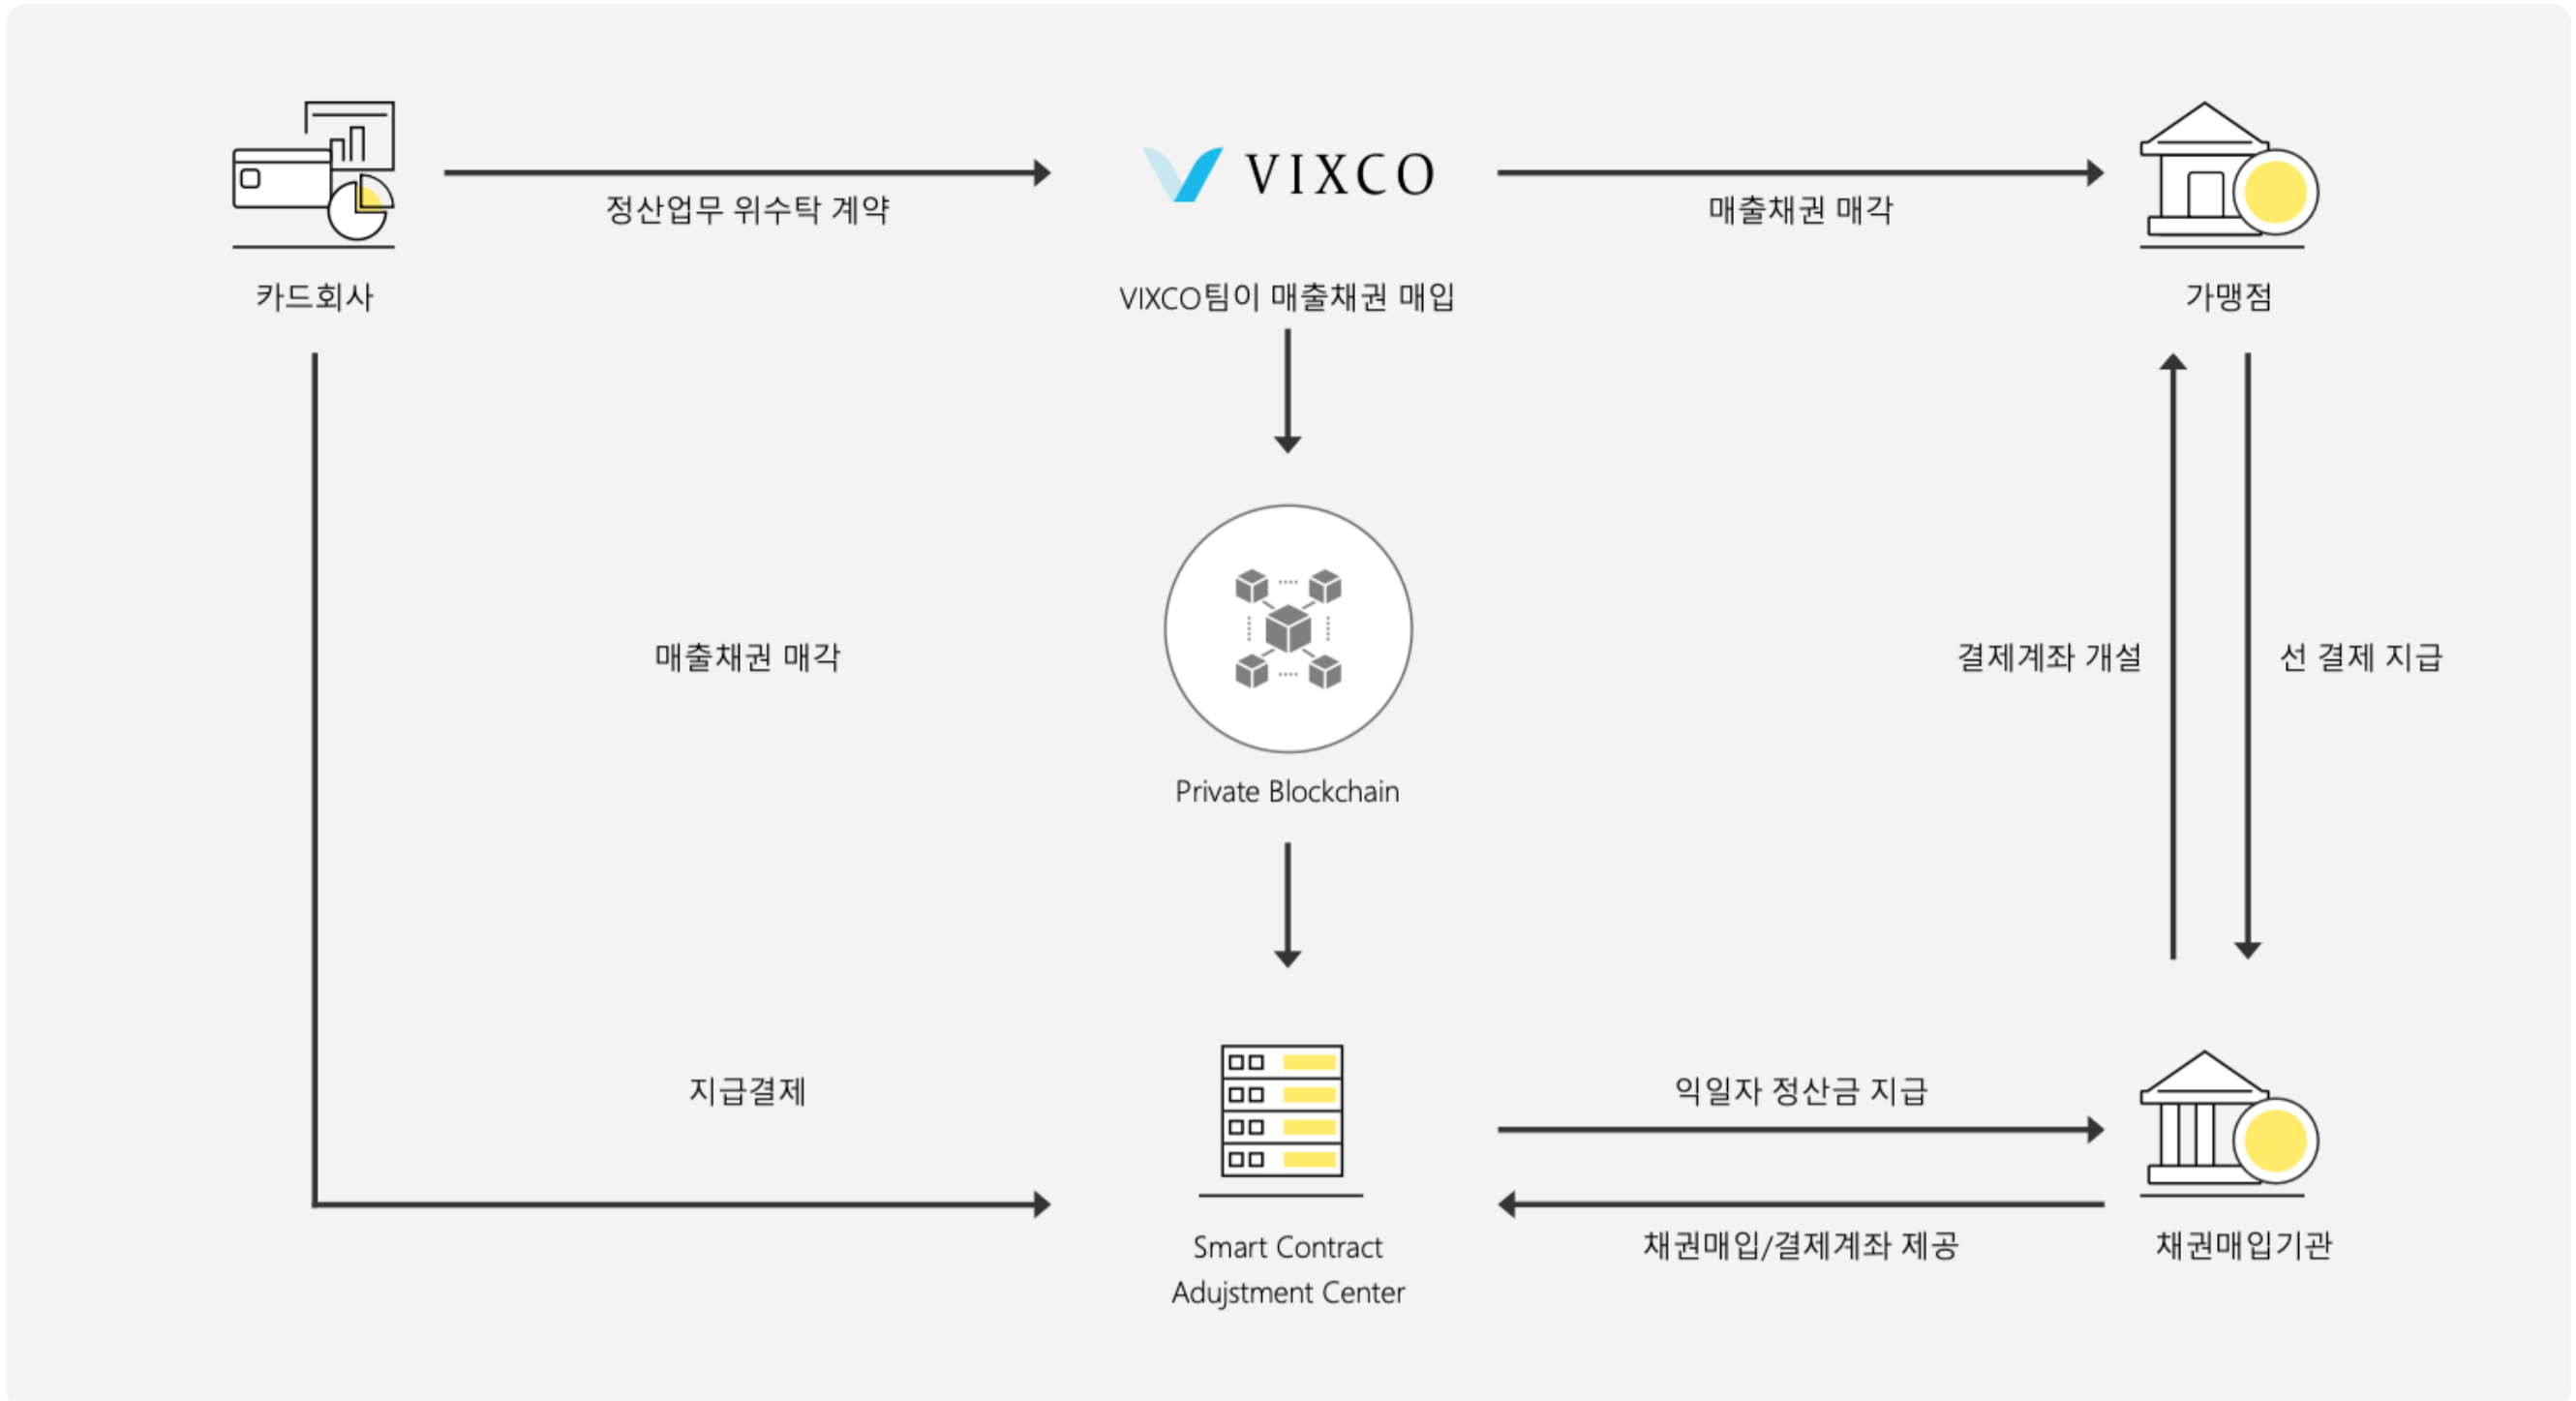 VIXCO
정산업무 위수탁 계약
매출채권 매각
카드회사
VIXCO팀이 매출채권 매입
가맹점
매출채권 매각
결제계좌 개설
선 결제 지급
Private Blockchain
지급결제
익일자 정산금 지급
Smart Contract
Adujstment Center
채권매입/결제계좌 제공
채권매입기관